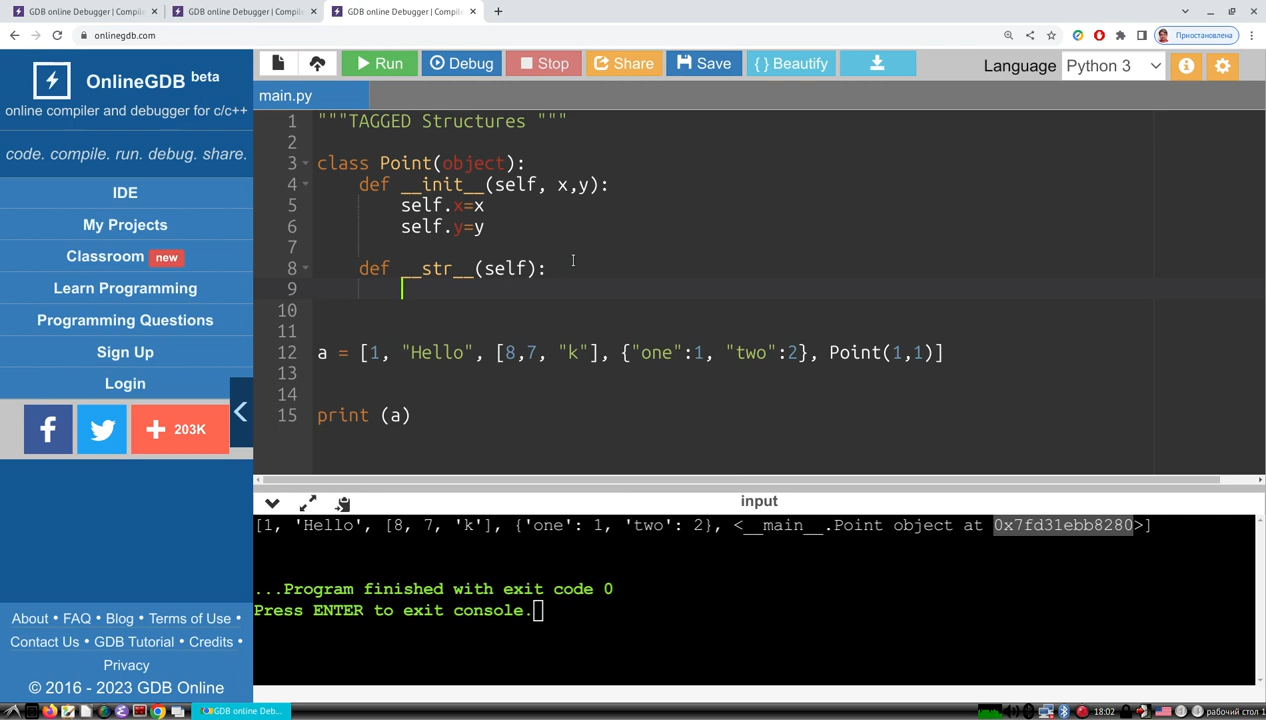 GDB online Debugger | Compile
GDB online Debugger | Compile
GDB online Debugger | Compile
onlinegdb.com
Приостановлена
OnlineGDB beta
online compiler and debugger for c/c++
code. compile. run. debug. share.
IDE
My Projects
Classroom new
Learn Programming
Programming Questions
Sign Up
Login
203K
About • FAQ • Blog • Terms of Use •
Contact Us • GDB Tutorial • Credits •
Privacy
© 2016 - 2023 GDB Online
Run Debug Stop Share Save { } Beautify Language Python 3
main.py
1 """TAGGED Structures """
2
3 class Point(object):
4 def __init__(self, x,y):
5 self.x=x
6 self.y=y
7
8 def __str__(self):
9
10
11
12 a = [1, "Hello", [8,7, "k"], {"one":1, "two":2}, Point(1,1)]
13
14
15 print (a)
input
[1, 'Hello', [8, 7, 'k'], {'one': 1, 'two': 2}, <__main__.Point object at 0x7fd31ebb8280>]
...Program finished with exit code 0
Press ENTER to exit console.
GDB online Deb...
18:02
рабочий стол 1